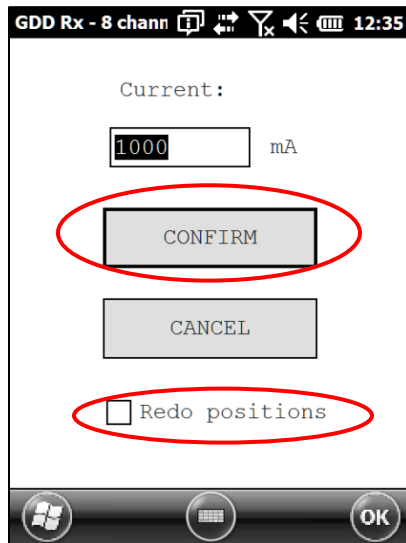 GDD Rx - 8 chann 12:35
Current:
1000 mA
CONFIRM
CANCEL
Redo positions
OK